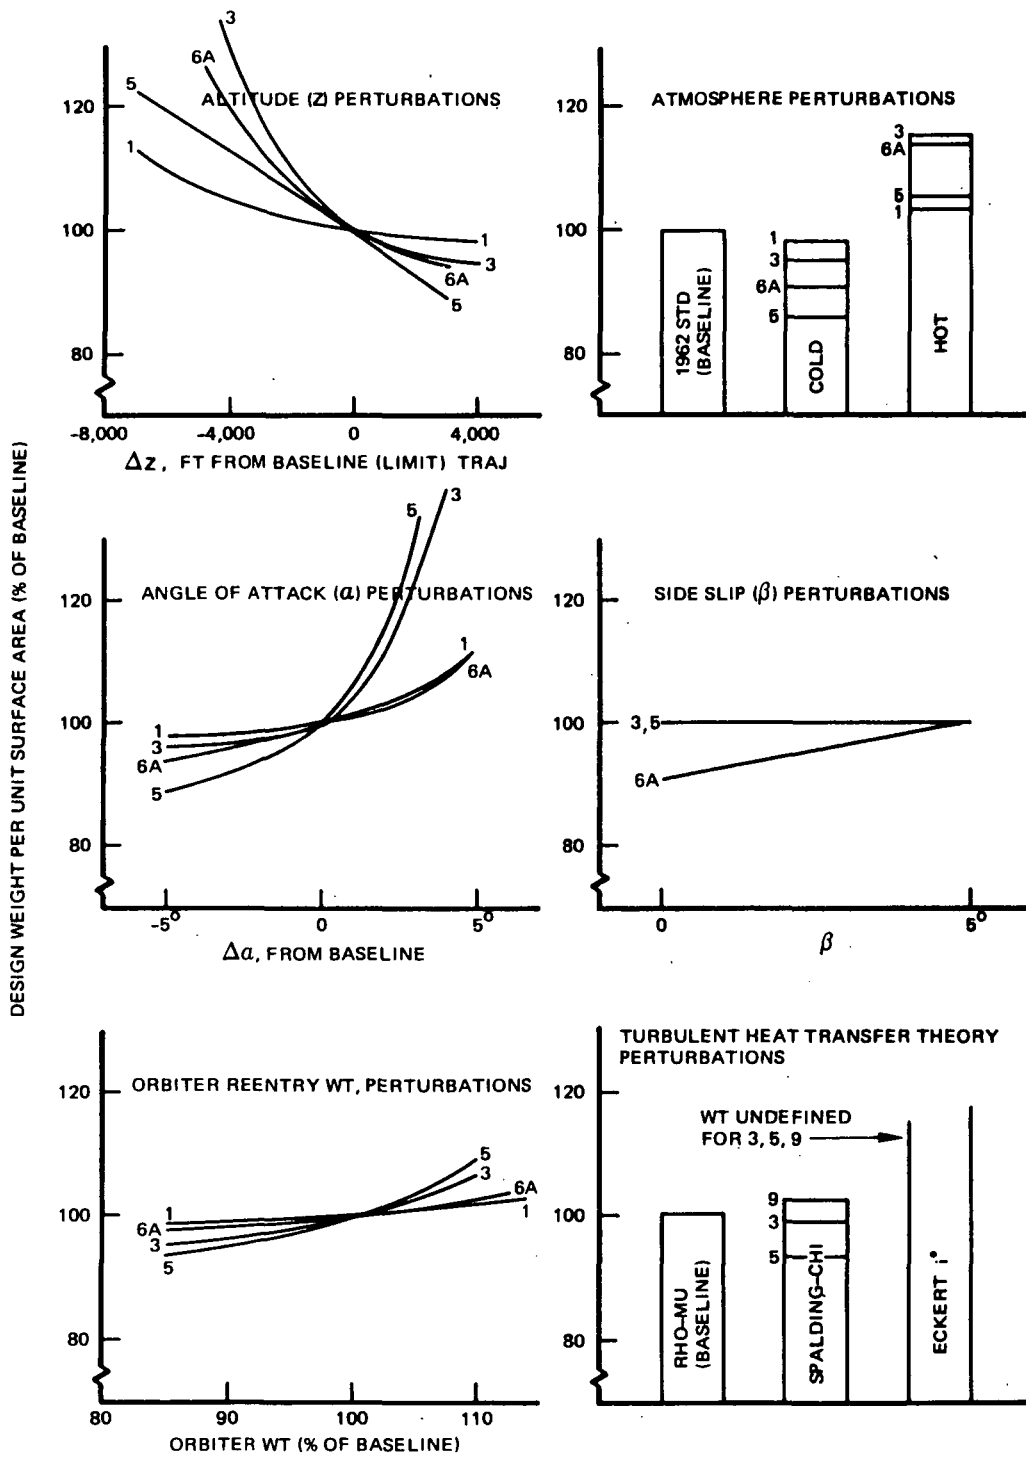 DESIGN WEIGHT PER UNIT SURFACE AREA (% OF BASELINE)
ALTITUDE (Z) PERTURBATIONS
120
100
80
3
6A
5
1
1
3
6A
5
-8,000 -4,000 0 4,000
Δz, FT FROM BASELINE (LIMIT) TRAJ
ATMOSPHERE PERTURBATIONS
120
100
80
1962 STD
(BASELINE)
1
3
6A
5
COLD
3
6A
5
1
HOT
ANGLE OF ATTACK (α) PERTURBATIONS
120
100
80
5
3
1
6A
1
3
6A
5
-5° 0 5°
Δα, FROM BASELINE
SIDE SLIP (β) PERTURBATIONS
120
100
80
3,5
6A
0 5°
β
ORBITER REENTRY WT, PERTURBATIONS
120
100
80
5
3
6A
1
1
6A
3
5
80 90 100 110
ORBITER WT (% OF BASELINE)
TURBULENT HEAT TRANSFER THEORY
PERTURBATIONS
120
100
80
WT UNDEFINED
FOR 3, 5, 9
RHO-MU
(BASELINE)
9
3
5
SPALDING-CHI
ECKERT i*